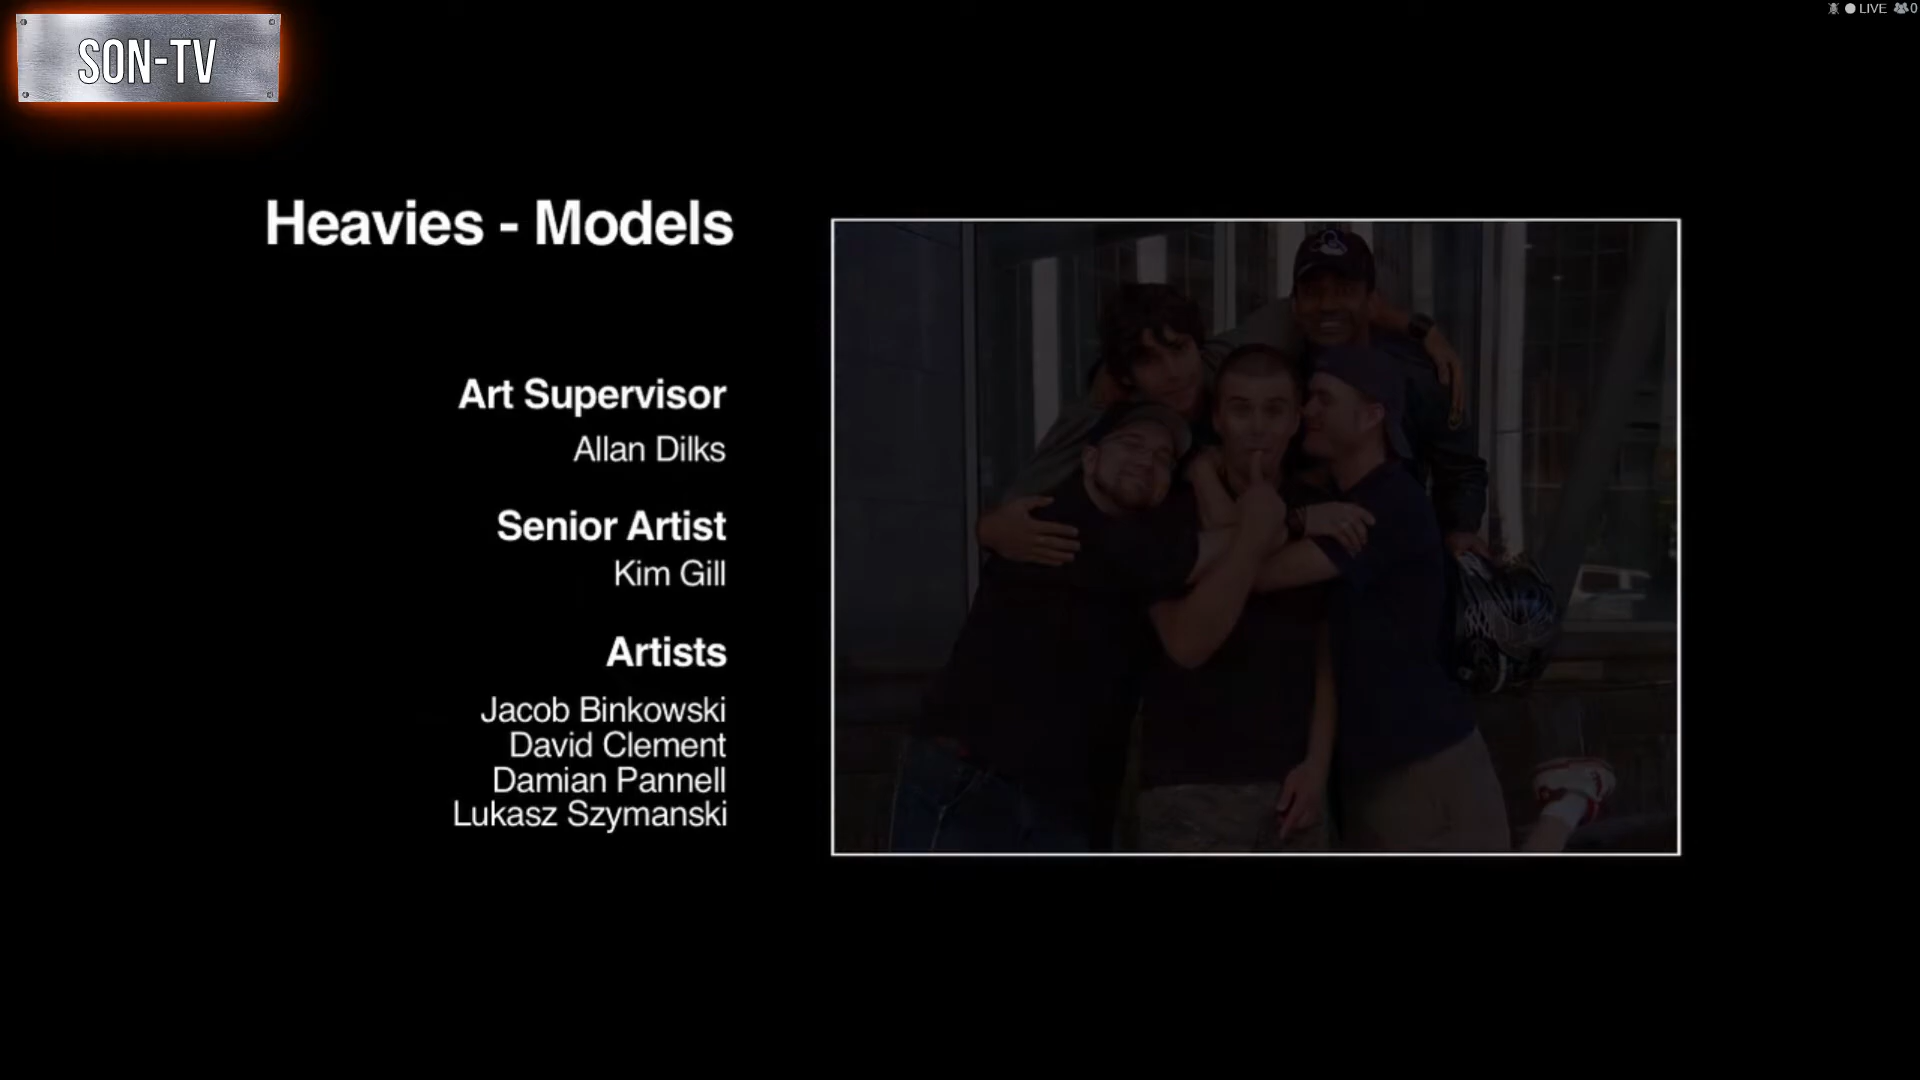 SON-TV
LIVE 0
Heavies - Models
Art Supervisor
Allan Dilks
Senior Artist
Kim Gill
Artists
Jacob Binkowski
David Clement
Damian Pannell
Lukasz Szymanski